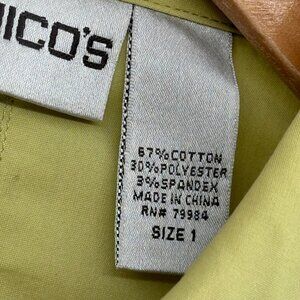 ICO'S
67%COTTON
30%POLYESTER
3%SPANDEX
MADE IN CHINA
RN# 79984
SIZE 1